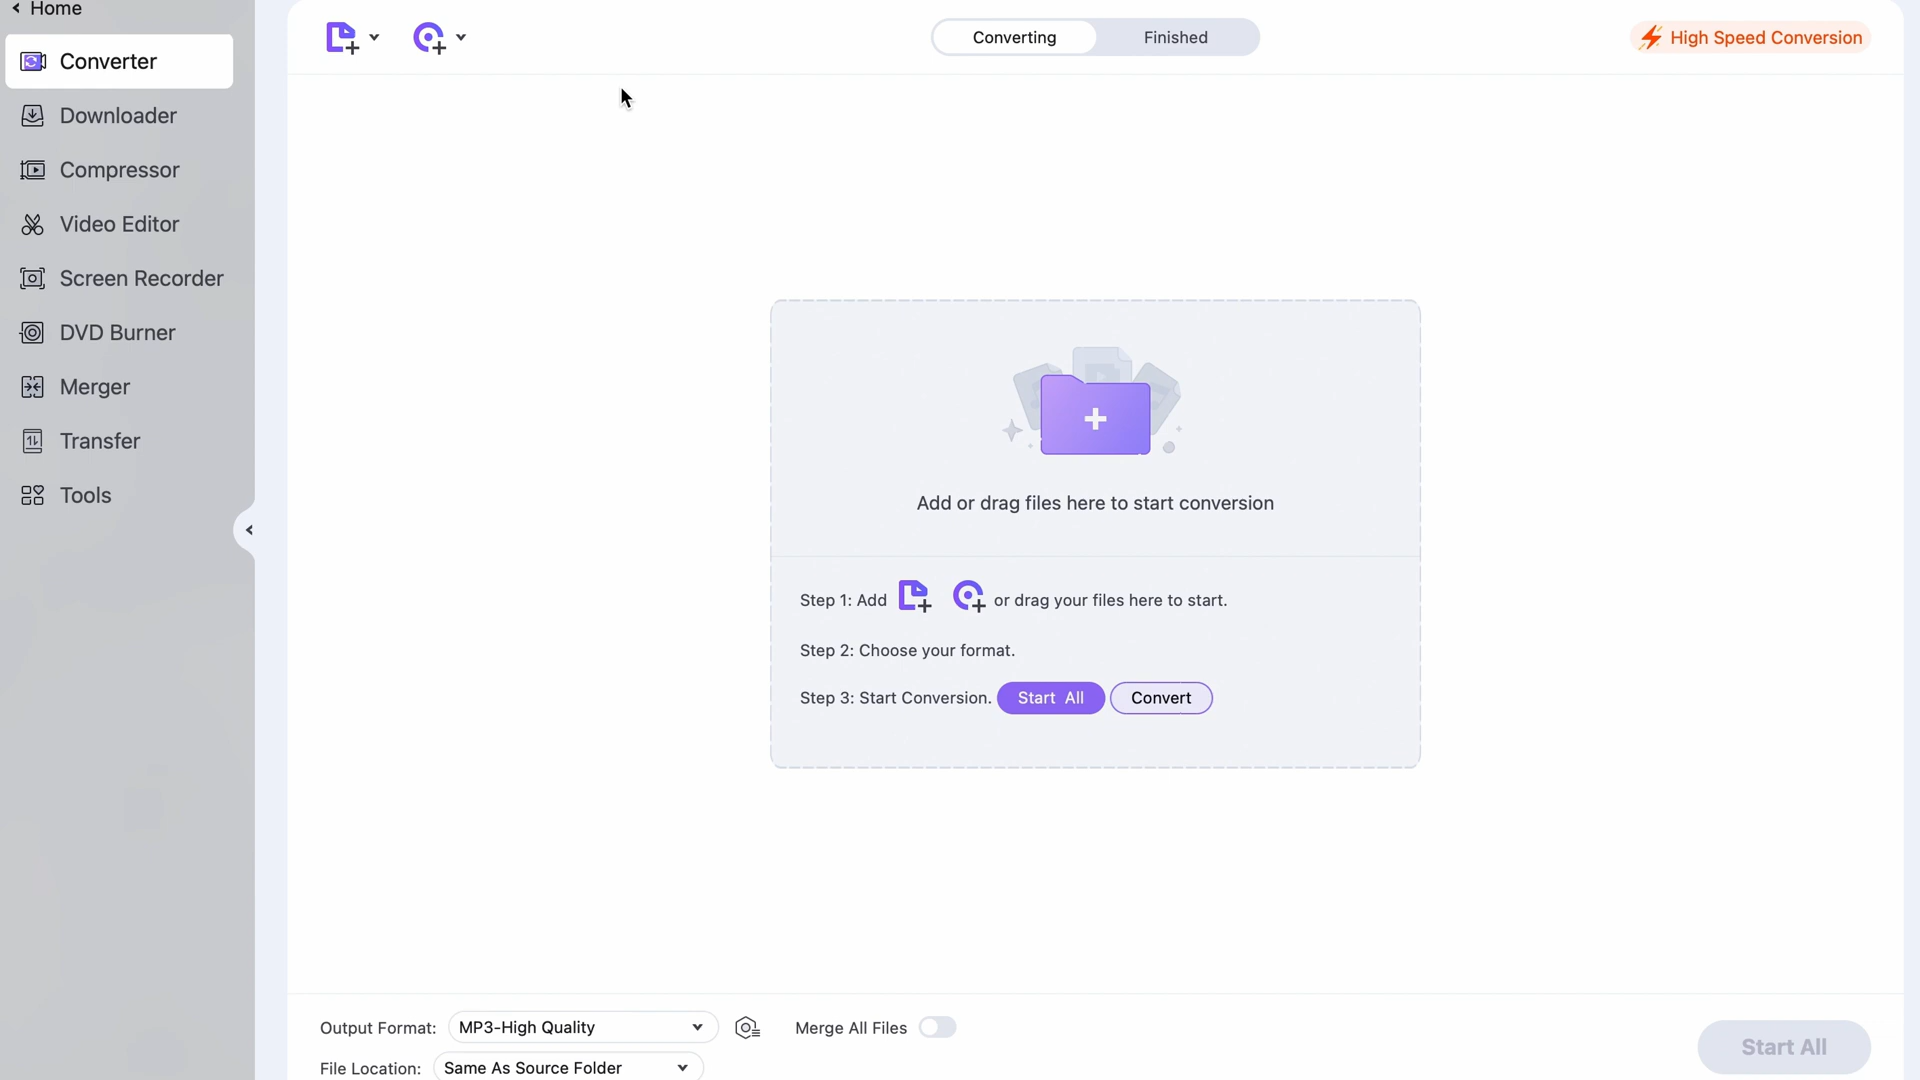 Home
Converter
Downloader
Compressor
Video Editor
Screen Recorder
DVD Burner
Merger
Transfer
Tools
Converting
Finished
High Speed Conversion
Add or drag files here to start conversion
Step 1: Add or drag your files here to start.
Step 2: Choose your format.
Step 3: Start Conversion. Start All Convert
Output Format: MP3-High Quality Merge All Files
File Location: Same As Source Folder
Start All